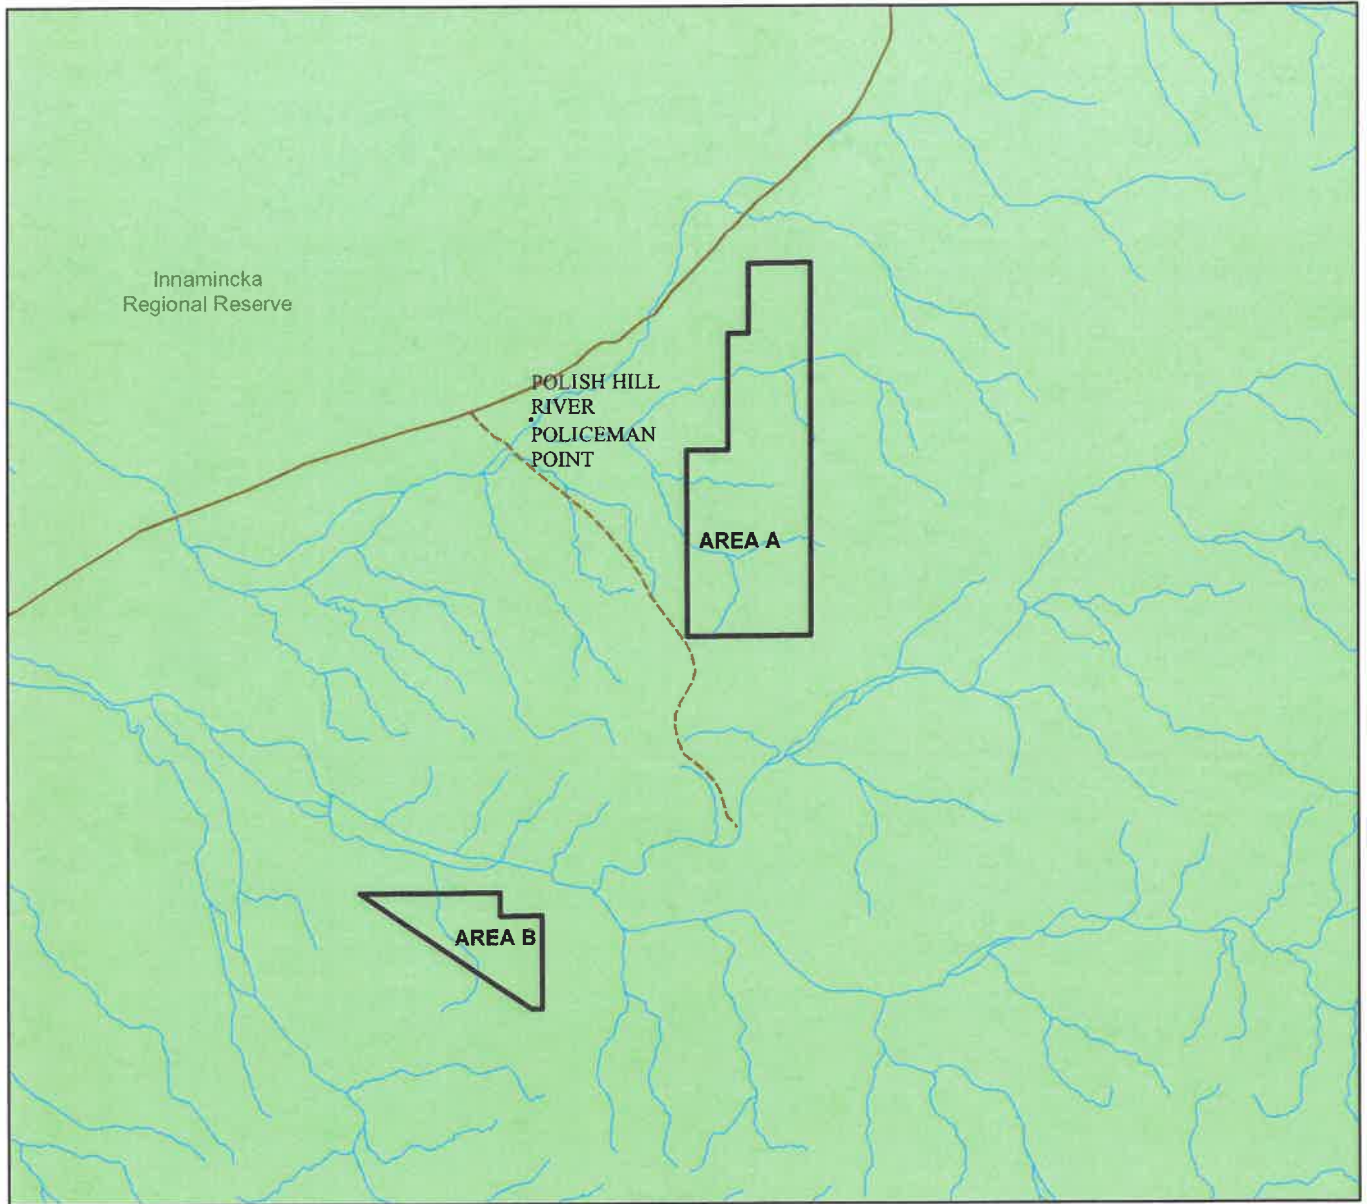 Innamincka
Regional Reserve
POLISH HILL
RIVER
POLICEMAN
POINT
AREA A
AREA B